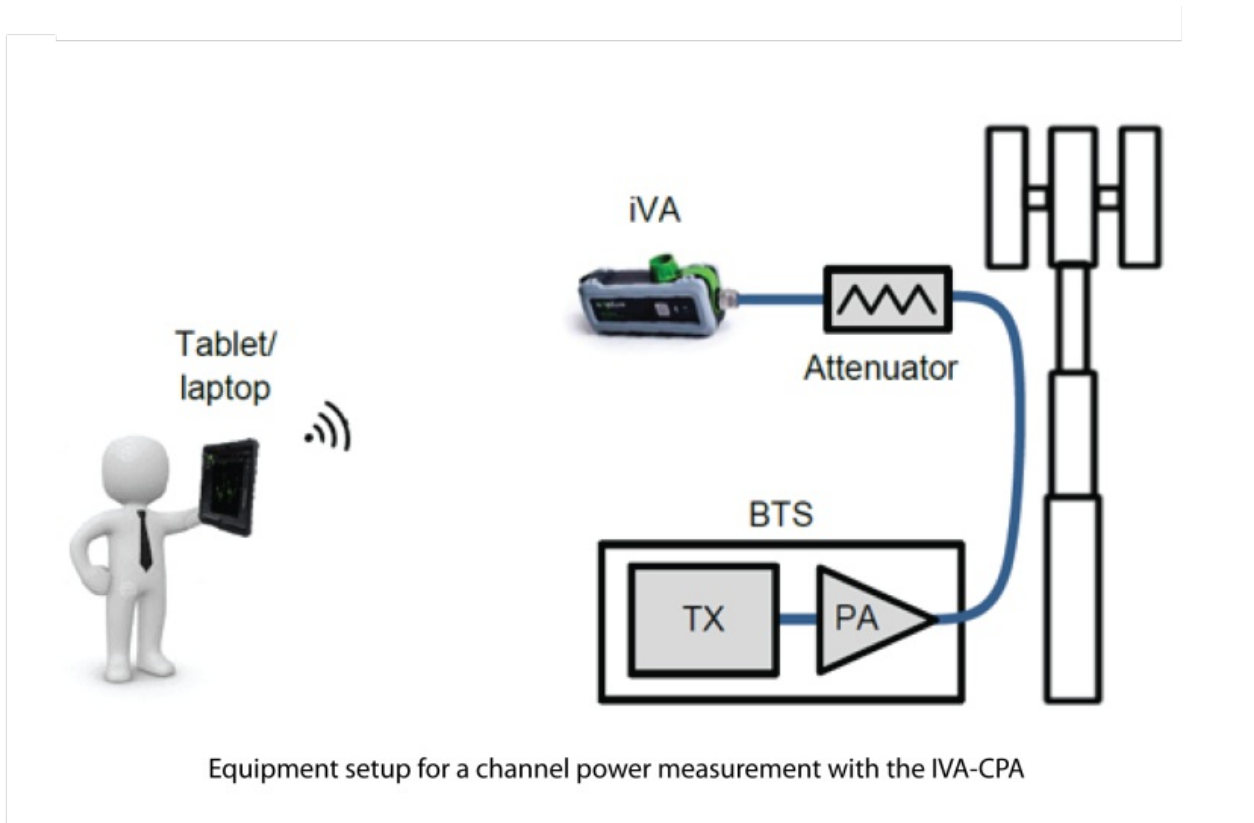 iVA
Tablet/
laptop
Attenuator
BTS
TX
PA
Equipment setup for a channel power measurement with the IVA-CPA